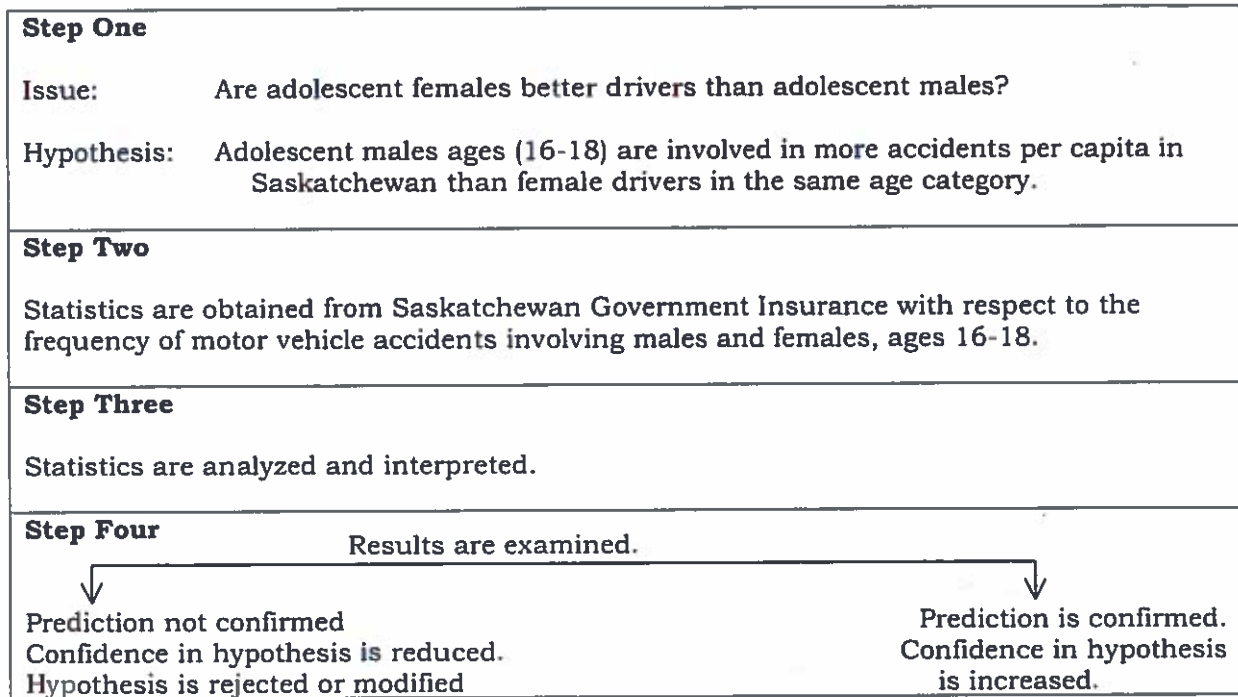 Step One
Issue: Are adolescent females better drivers than adolescent males?
Hypothesis: Adolescent males ages (16-18) are involved in more accidents per capita in
Saskatchewan than female drivers in the same age category.
Step Two
Statistics are obtained from Saskatchewan Government Insurance with respect to the
frequency of motor vehicle accidents involving males and females, ages 16-18.
Step Three
Statistics are analyzed and interpreted.
Step Four
Results are examined.
Prediction not confirmed
Confidence in hypothesis is reduced.
Hypothesis is rejected or modified
Prediction is confirmed.
Confidence in hypothesis
is increased.